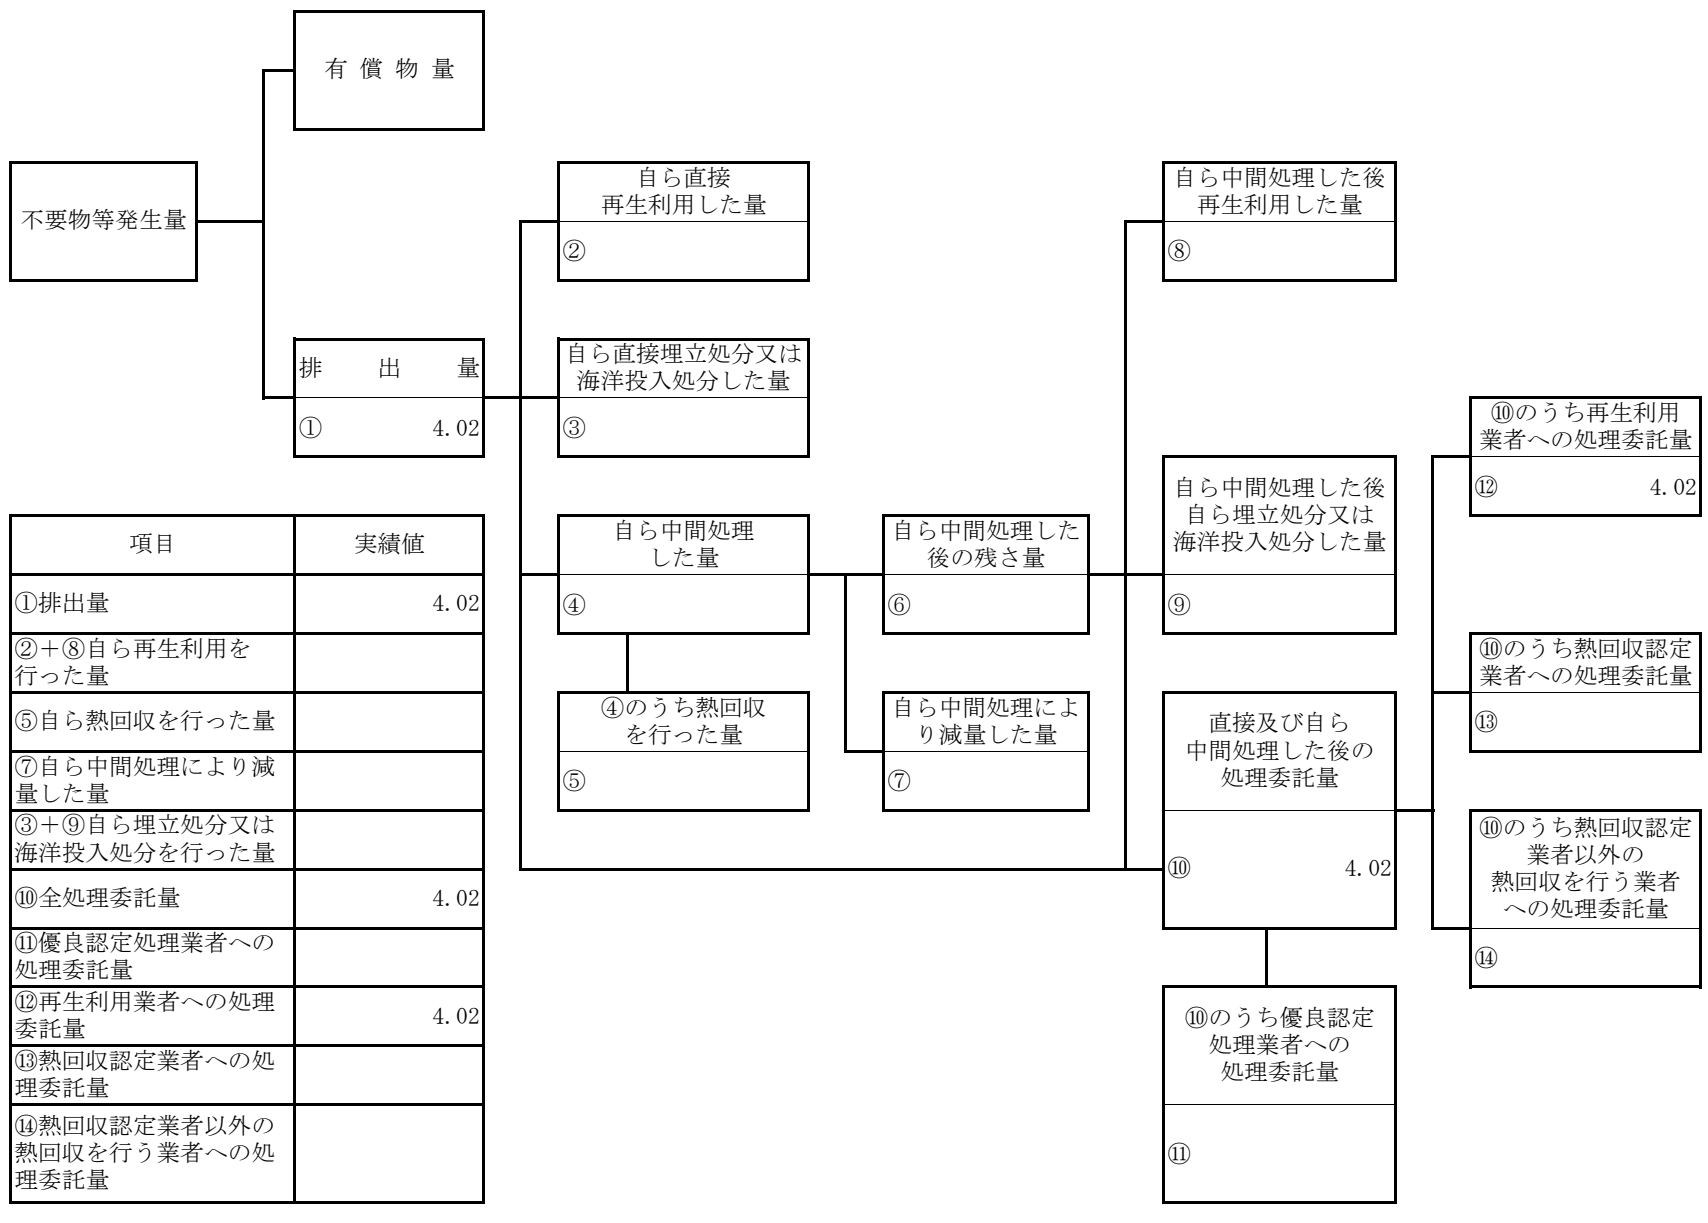 有償物量
不要物等発生量
自ら直接
再生利用した量
②
自ら中間処理した後
再生利用した量
⑧
排出量
① 4.02
自ら直接埋立処分又は
海洋投入処分した量
③
⑩のうち再生利用
業者への処理委託量
⑫ 4.02
自ら中間処理した後
自ら埋立処分又は
海洋投入処分した量
⑨
自ら中間処理
した量
④
自ら中間処理した
後の残さ量
⑥
⑩のうち熱回収認定
業者への処理委託量
⑬
④のうち熱回収
を行った量
⑤
自ら中間処理によ
り減量した量
⑦
直接及び自ら
中間処理した後の
処理委託量
⑩ 4.02
⑩のうち熱回収認定
業者以外の
熱回収を行う業者
への処理委託量
⑭
⑩のうち優良認定
処理業者への
処理委託量
⑪
項目 実績値
①排出量 4.02
②＋⑧自ら再生利用を
行った量
⑤自ら熱回収を行った量
⑦自ら中間処理により減
量した量
③＋⑨自ら埋立処分又は
海洋投入処分を行った量
⑩全処理委託量 4.02
⑪優良認定処理業者への
処理委託量
⑫再生利用業者への処理
委託量 4.02
⑬熱回収認定業者への処
理委託量
⑭熱回収認定業者以外の
熱回収を行う業者への処
理委託量